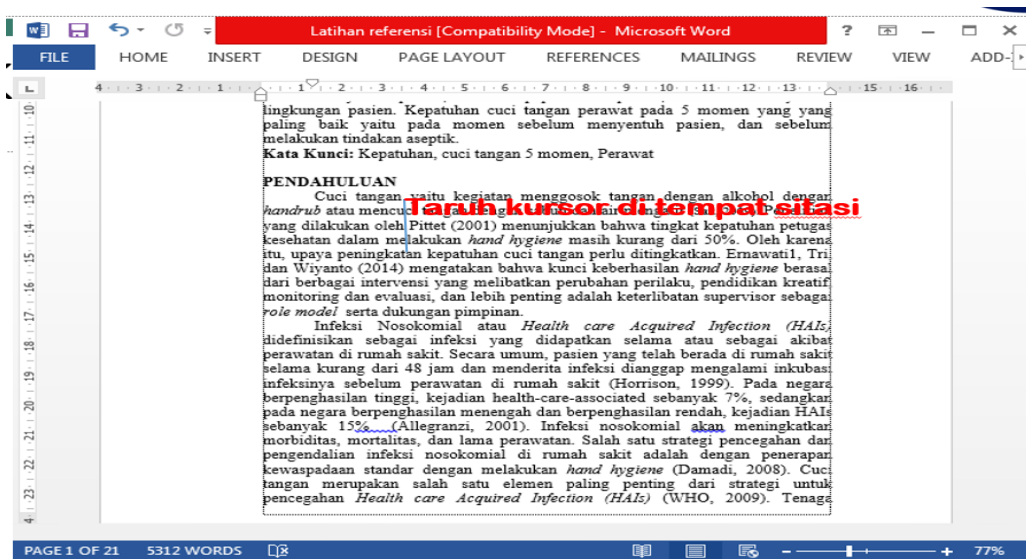 Latihan referensi [Compatibility Mode] - Microsoft Word
FILE HOME INSERT DESIGN PAGE LAYOUT REFERENCES MAILINGS REVIEW VIEW ADD-
lingkungan pasien. Kepatuhan cuci tangan perawat pada 5 momen yang yang
paling baik yaitu pada momen sebelum menyentuh pasien, dan sebelum
melakukan tindakan aseptik.
Kata Kunci: Kepatuhan, cuci tangan 5 momen, Perawat
PENDAHULUAN
Cuci tangan yaitu kegiatan menggosok tangan dengan alkohol dengan
Taruh kursor di tempat sifasi
handrub atau mencuci tangan dengan
yang dilakukan oleh Pittet (2001) menunjukkan bahwa tingkat kepatuhan petugas
kesehatan dalam melakukan hand hygiene masih kurang dari 50%. Oleh karena
itu, upaya peningkatan kepatuhan cuci tangan perlu ditingkatkan. Ernawati1, Tri,
dan Wiyanto (2014) mengatakan bahwa kunci keberhasilan hand hygiene berasal
dari berbagai intervensi yang melibatkan perubahan perilaku, pendidikan kreatif,
monitoring dan evaluasi, dan lebih penting adalah keterlibatan supervisor sebagai
role model serta dukungan pimpinan.
Infeksi Nosokomial atau Health care Acquired Infection (HAIs)
didefinisikan sebagai infeksi yang didapatkan selama atau sebagai akibat
perawatan di rumah sakit. Secara umum, pasien yang telah berada di rumah sakit
selama kurang dari 48 jam dan menderita infeksi dianggap mengalami inkubasi
infeksinya sebelum perawatan di rumah sakit (Horrison, 1999). Pada negara
berpenghasilan tinggi, kejadian health-care-associated sebanyak 7%, sedangkan
pada negara berpenghasilan menengah dan berpenghasilan rendah, kejadian HAIs
sebanyak 15% (Allegranzi, 2001). Infeksi nosokomial akan meningkatkan
morbiditas, mortalitas, dan lama perawatan. Salah satu strategi pencegahan dan
pengendalian infeksi nosokomial di rumah sakit adalah dengan penerapan
kewaspadaan standar dengan melakukan hand hygiene (Damadi, 2008). Cuci
tangan merupakan salah satu elemen paling penting dari strategi untuk
pencegahan Health care Acquired Infection (HAIs) (WHO, 2009). Tenaga
PAGE 1 OF 21 5312 WORDS 77%